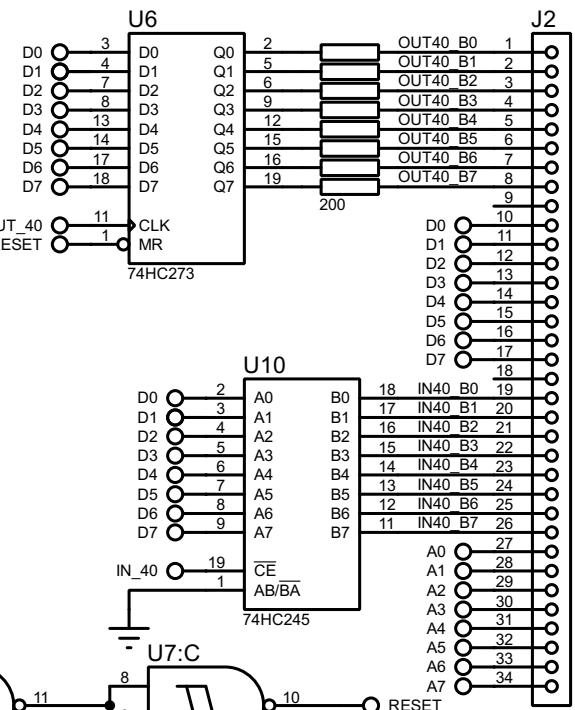 U6
J2
D0 3 D0 Q0 2 OUT40_B0 1
D1 4 D1 Q1 5 OUT40_B1 2
D2 7 D2 Q2 6 OUT40_B2 3
D3 8 D3 Q3 9 OUT40_B3 4
D4 13 D4 Q4 12 OUT40_B4 5
D5 14 D5 Q5 15 OUT40_B5 6
D6 17 D6 Q6 16 OUT40_B6 7
D7 18 D7 Q7 19 OUT40_B7 8
200
9
UT_40 11 CLK
ESET 1 MR
74HC273
D0 10
D1 11
D2 12
D3 13
D4 14
D5 15
D6 16
D7 17
18
U10
D0 2 A0 B0 18 IN40_B0 19
D1 3 A1 B1 17 IN40_B1 20
D2 4 A2 B2 16 IN40_B2 21
D3 5 A3 B3 15 IN40_B3 22
D4 6 A4 B4 14 IN40_B4 23
D5 7 A5 B5 13 IN40_B5 24
D6 8 A6 B6 12 IN40_B6 25
D7 9 A7 B7 11 IN40_B7 26
IN_40 19 CE
1 AB/BA
74HC245
A0 27
A1 28
A2 29
A3 30
A4 31
A5 32
A6 33
A7 34
U7:C
11 8 10 RESET